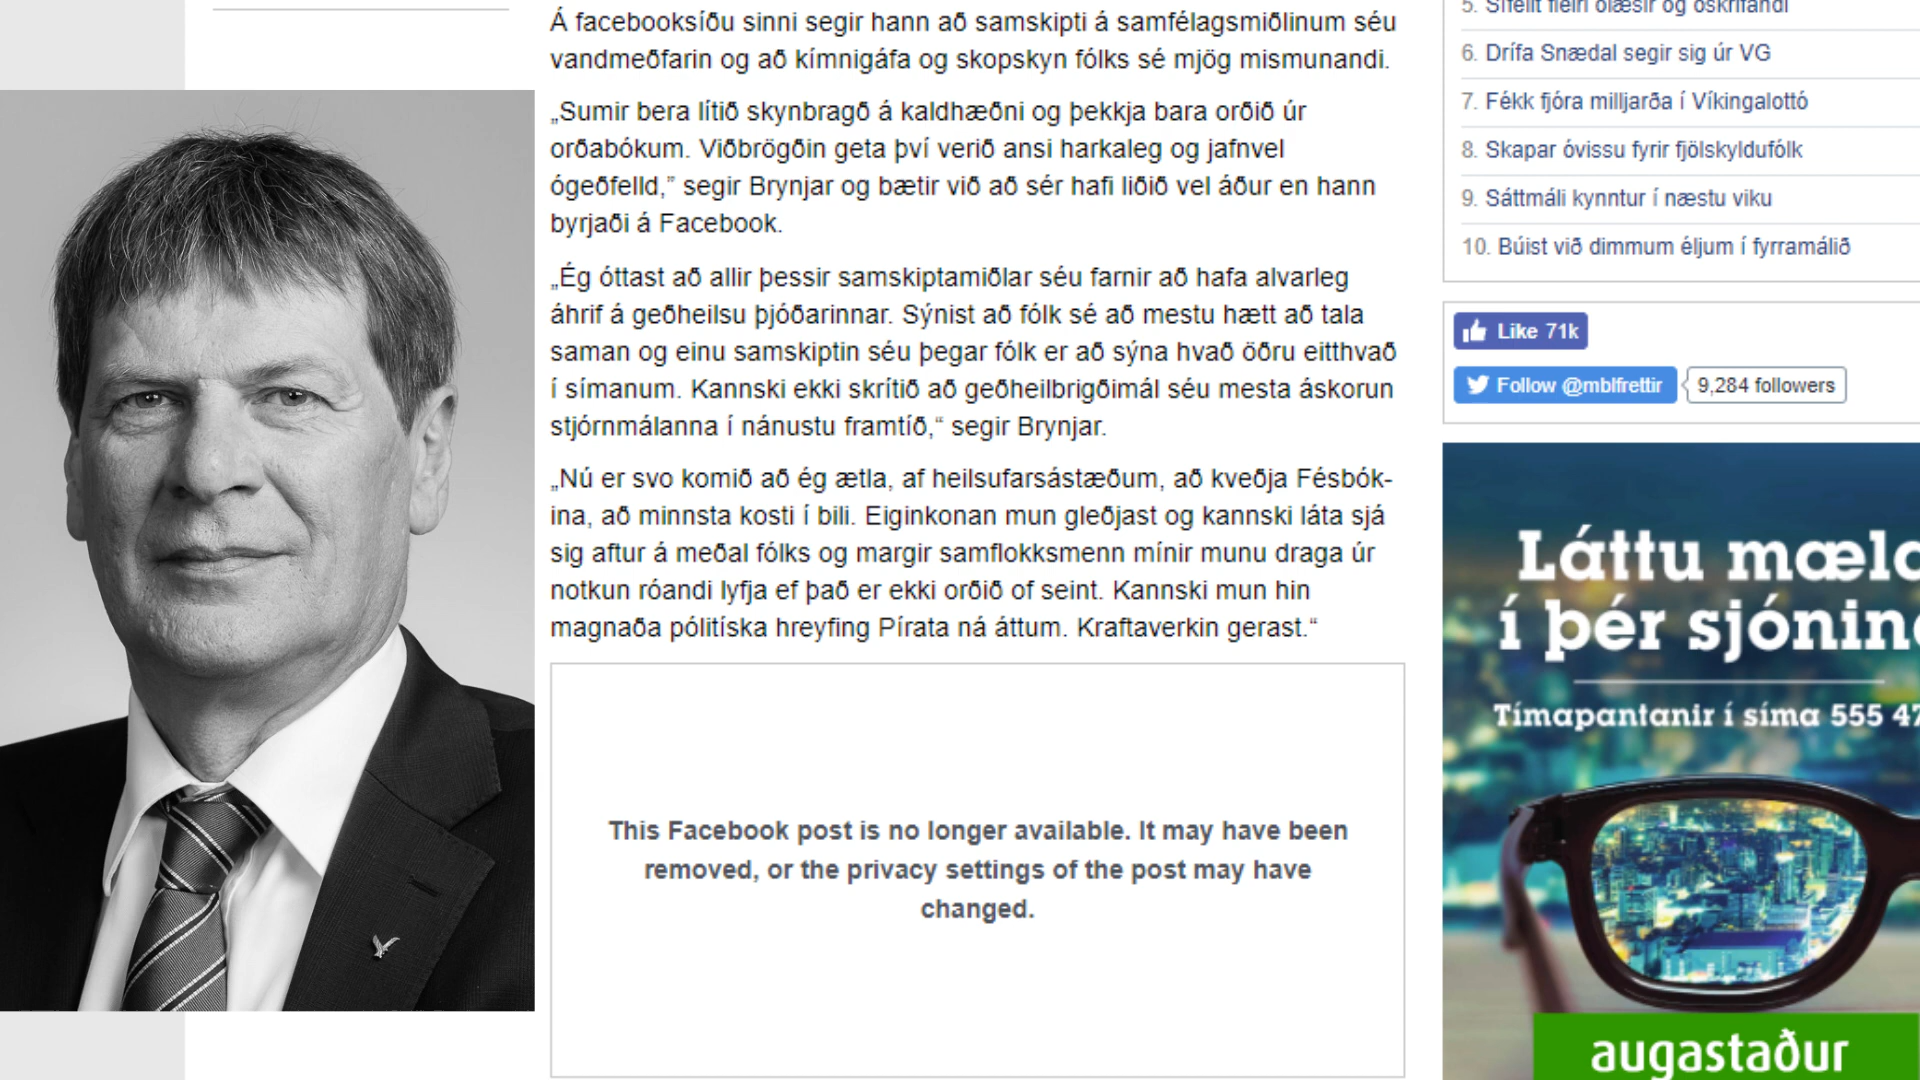 Á facebooksíðu sinni segir hann að samskipti á samfélagsmiðlinum séu
vandmeðfarin og að kímnigáfa og skopskyn fólks sé mjög mismunandi.
„Sumir bera lítið skynbragð á kaldhæðni og þekkja bara orðið úr
orðabókum. Viðbrögðin geta því verið ansi harkaleg og jafnvel
ógeðfelld,” segir Brynjar og bætir við að sér hafi liðið vel áður en hann
byrjaði á Facebook.
„Ég óttast að allir þessir samskiptamiðlar séu farnir að hafa alvarleg
áhrif á geðheilsu þjóðarinnar. Sýnist að fólk sé að mestu hætt að tala
saman og einu samskiptin séu þegar fólk er að sýna hvað öðru eitthvað
í símanum. Kannski ekki skrítið að geðheilbrigðimál séu mesta áskorun
stjórnmálanna í nánustu framtíð,“ segir Brynjar.
„Nú er svo komið að ég ætla, af heilsufarsástæðum, að kveðja Fésbók-
ina, að minnsta kosti í bili. Eiginkonan mun gleðjast og kannski láta sjá
sig aftur á meðal fólks og margir samflokksmenn mínir munu draga úr
notkun róandi lyfja ef það er ekki orðið of seint. Kannski mun hin
magnaða pólitíska hreyfing Pírata ná áttum. Kraftaverkin gerast.“
This Facebook post is no longer available. It may have been
removed, or the privacy settings of the post may have
changed.
5. Sífellt fleiri ólæsir og óskrifandi
6. Drífa Snædal segir sig úr VG
7. Fékk fjóra milljarða í Víkingalottó
8. Skapar óvissu fyrir fjölskyldufólk
9. Sáttmáli kynntur í næstu viku
10. Búist við dimmum éljum í fyrramálið
Like 71k
Follow @mblfrettir 9,284 followers
Láttu mæla
í þér sjónin
Tímapantanir í síma 555 47
augastaður